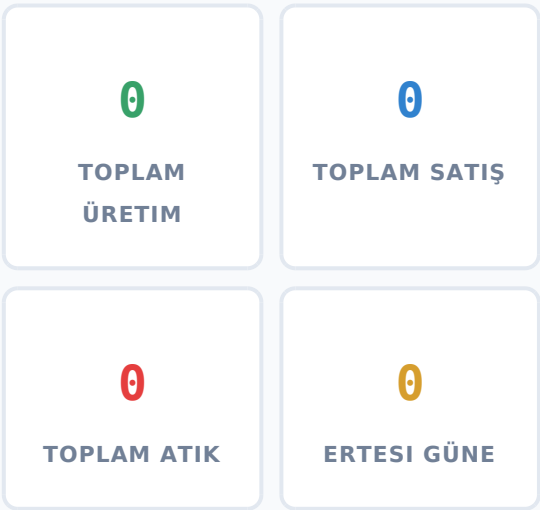 0
TOPLAM
ÜRETIM
0
TOPLAM SATIŞ
0
TOPLAM ATIK
0
ERTESI GÜNE